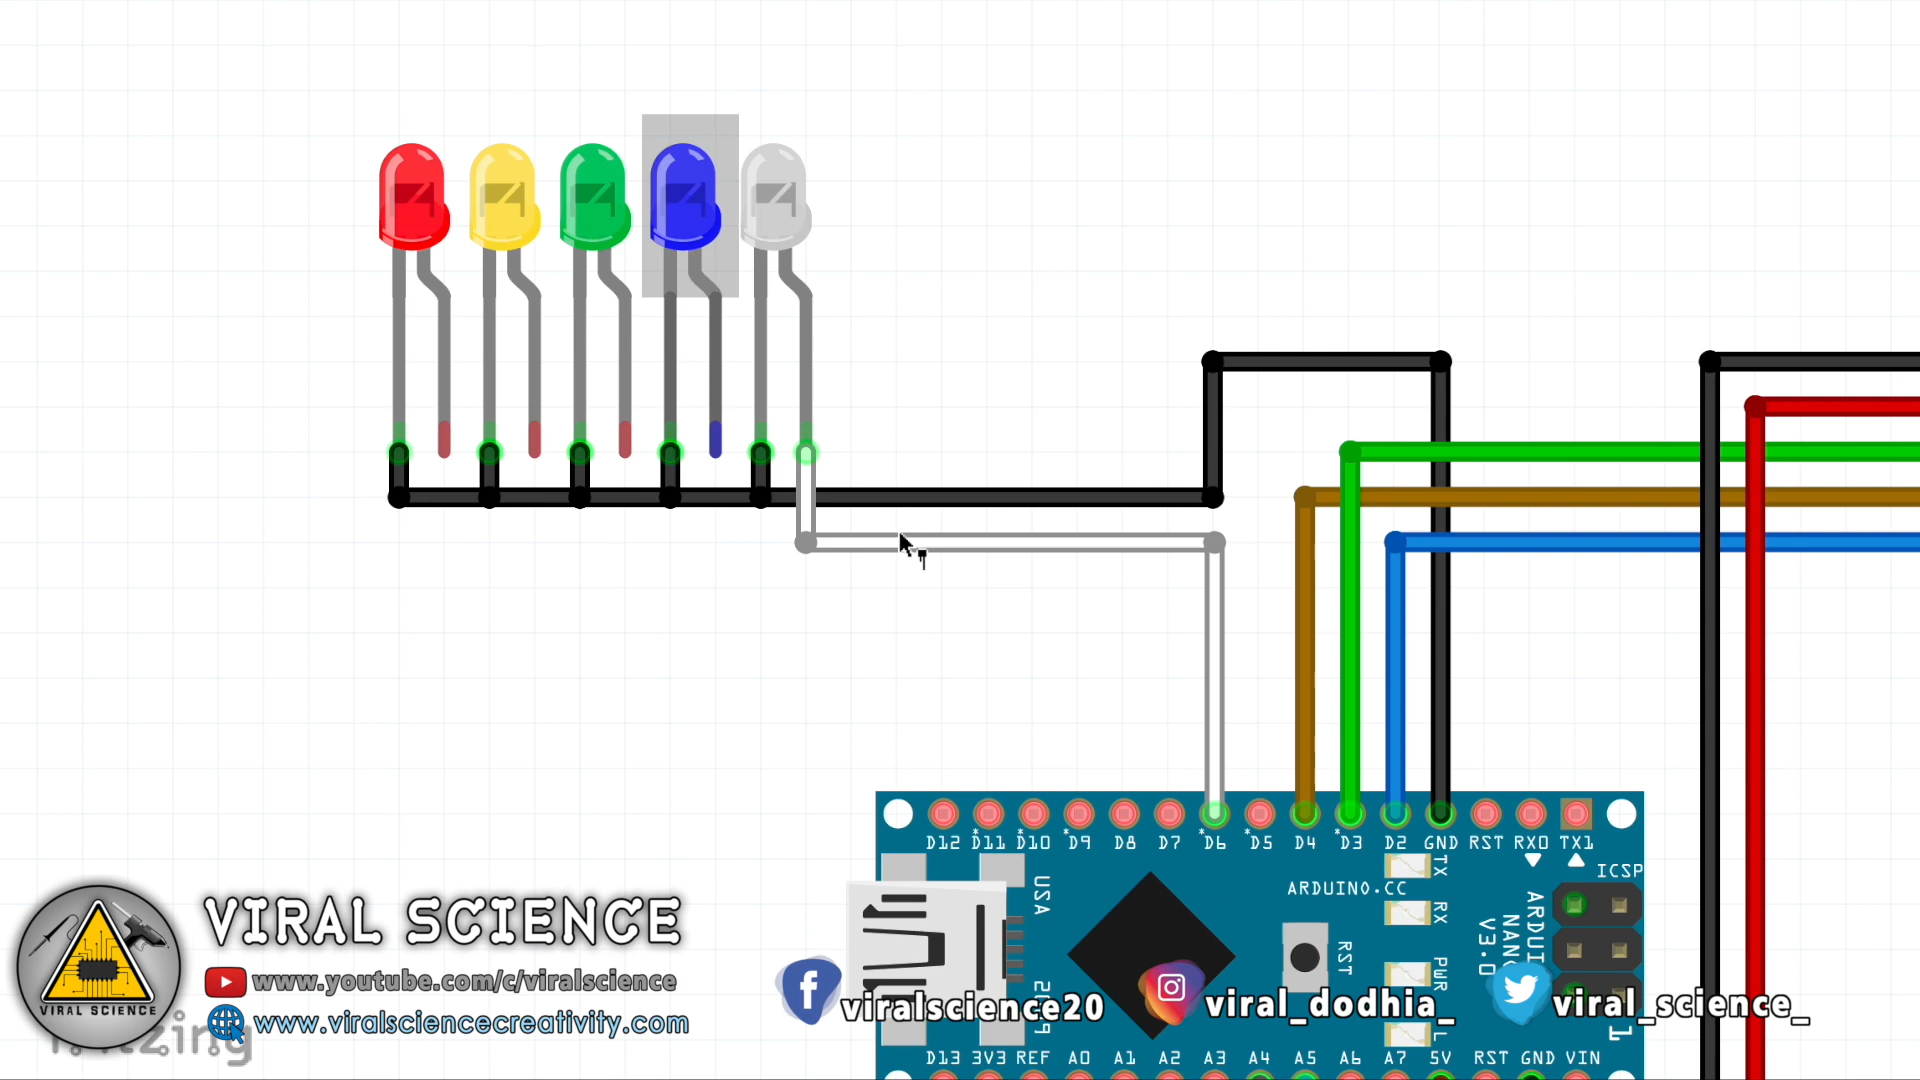 D12 *D11 *D10 *D9 D8 D7 *D6 *D5 D4 *D3 D2 GND RST RX0 TX1
ICSP
TX
ARDUINO.CC
RX
USA
RST
PWR
L
1
ARDUI
NANO
V3.0
VIRAL SCIENCE
www.youtube.com/c/viralscience
www.viralsciencecreativity.com
VIRAL SCIENCE
viralscience20
viral_dodhia_
viral_science_
D13 3V3 REF A0 A1 A2 A3 A4 A5 A6 A7 5V RST GND VIN